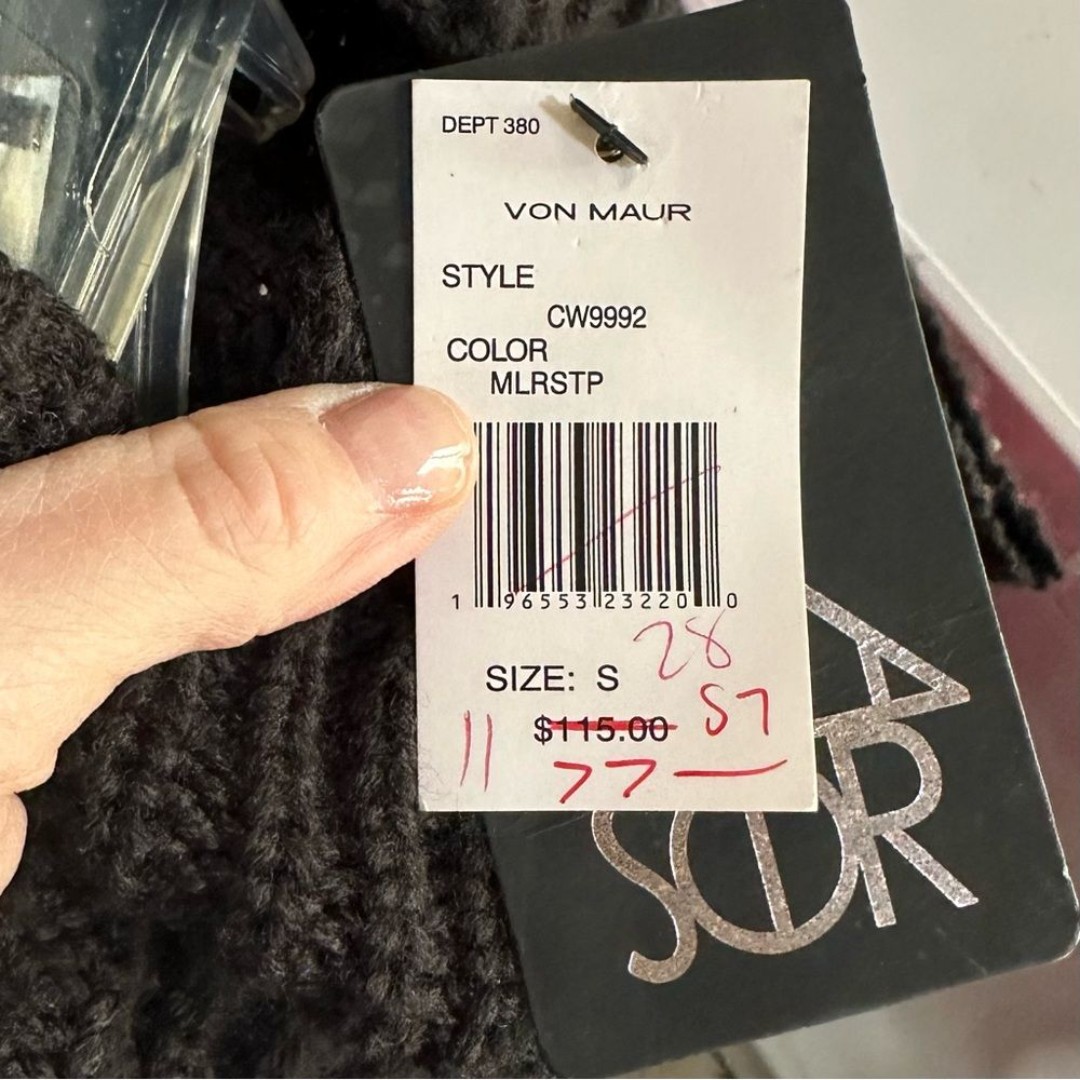 DEPT 380
VON MAUR
STYLE
CW9992
COLOR
MLRSTP
1 96553 23220 0
28
SIZE: S
57
$115.00
11
77